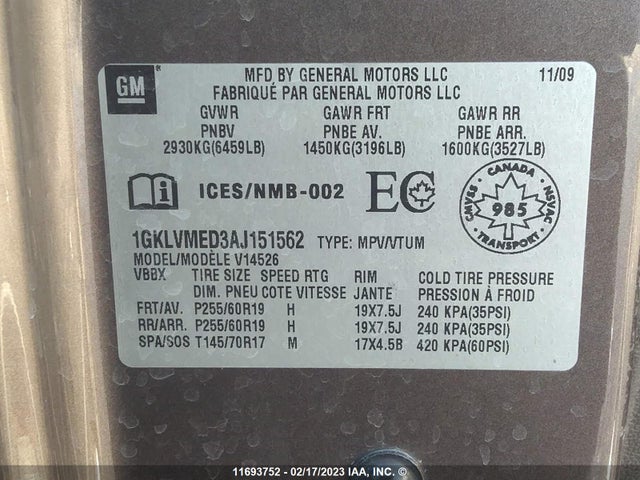 GM
MFD BY GENERAL MOTORS LLC 11/09
FABRIQUÉ PAR GENERAL MOTORS LLC
GVWR GAWR FRT GAWR RR
PNBV PNBE AV. PNBE ARR.
2930KG(6459LB) 1450KG(3196LB) 1600KG(3527LB)
ICES/NMB-002 EC
CANADA
CMVSS 985 NSVAC
TRANSPORT
1GKLVMED3AJ151562 TYPE: MPV/VTUM
MODEL/MODÈLE V14526
VBBX TIRE SIZE SPEED RTG RIM COLD TIRE PRESSURE
DIM. PNEU COTE VITESSE JANTE PRESSION À FROID
FRT/AV. P255/60R19 H 19X7.5J 240 KPA(35PSI)
RR/ARR. P255/60R19 H 19X7.5J 240 KPA(35PSI)
SPA/SOS T145/70R17 M 17X4.5B 420 KPA(60PSI)
11693752 - 02/17/2023 IAA, INC. ©